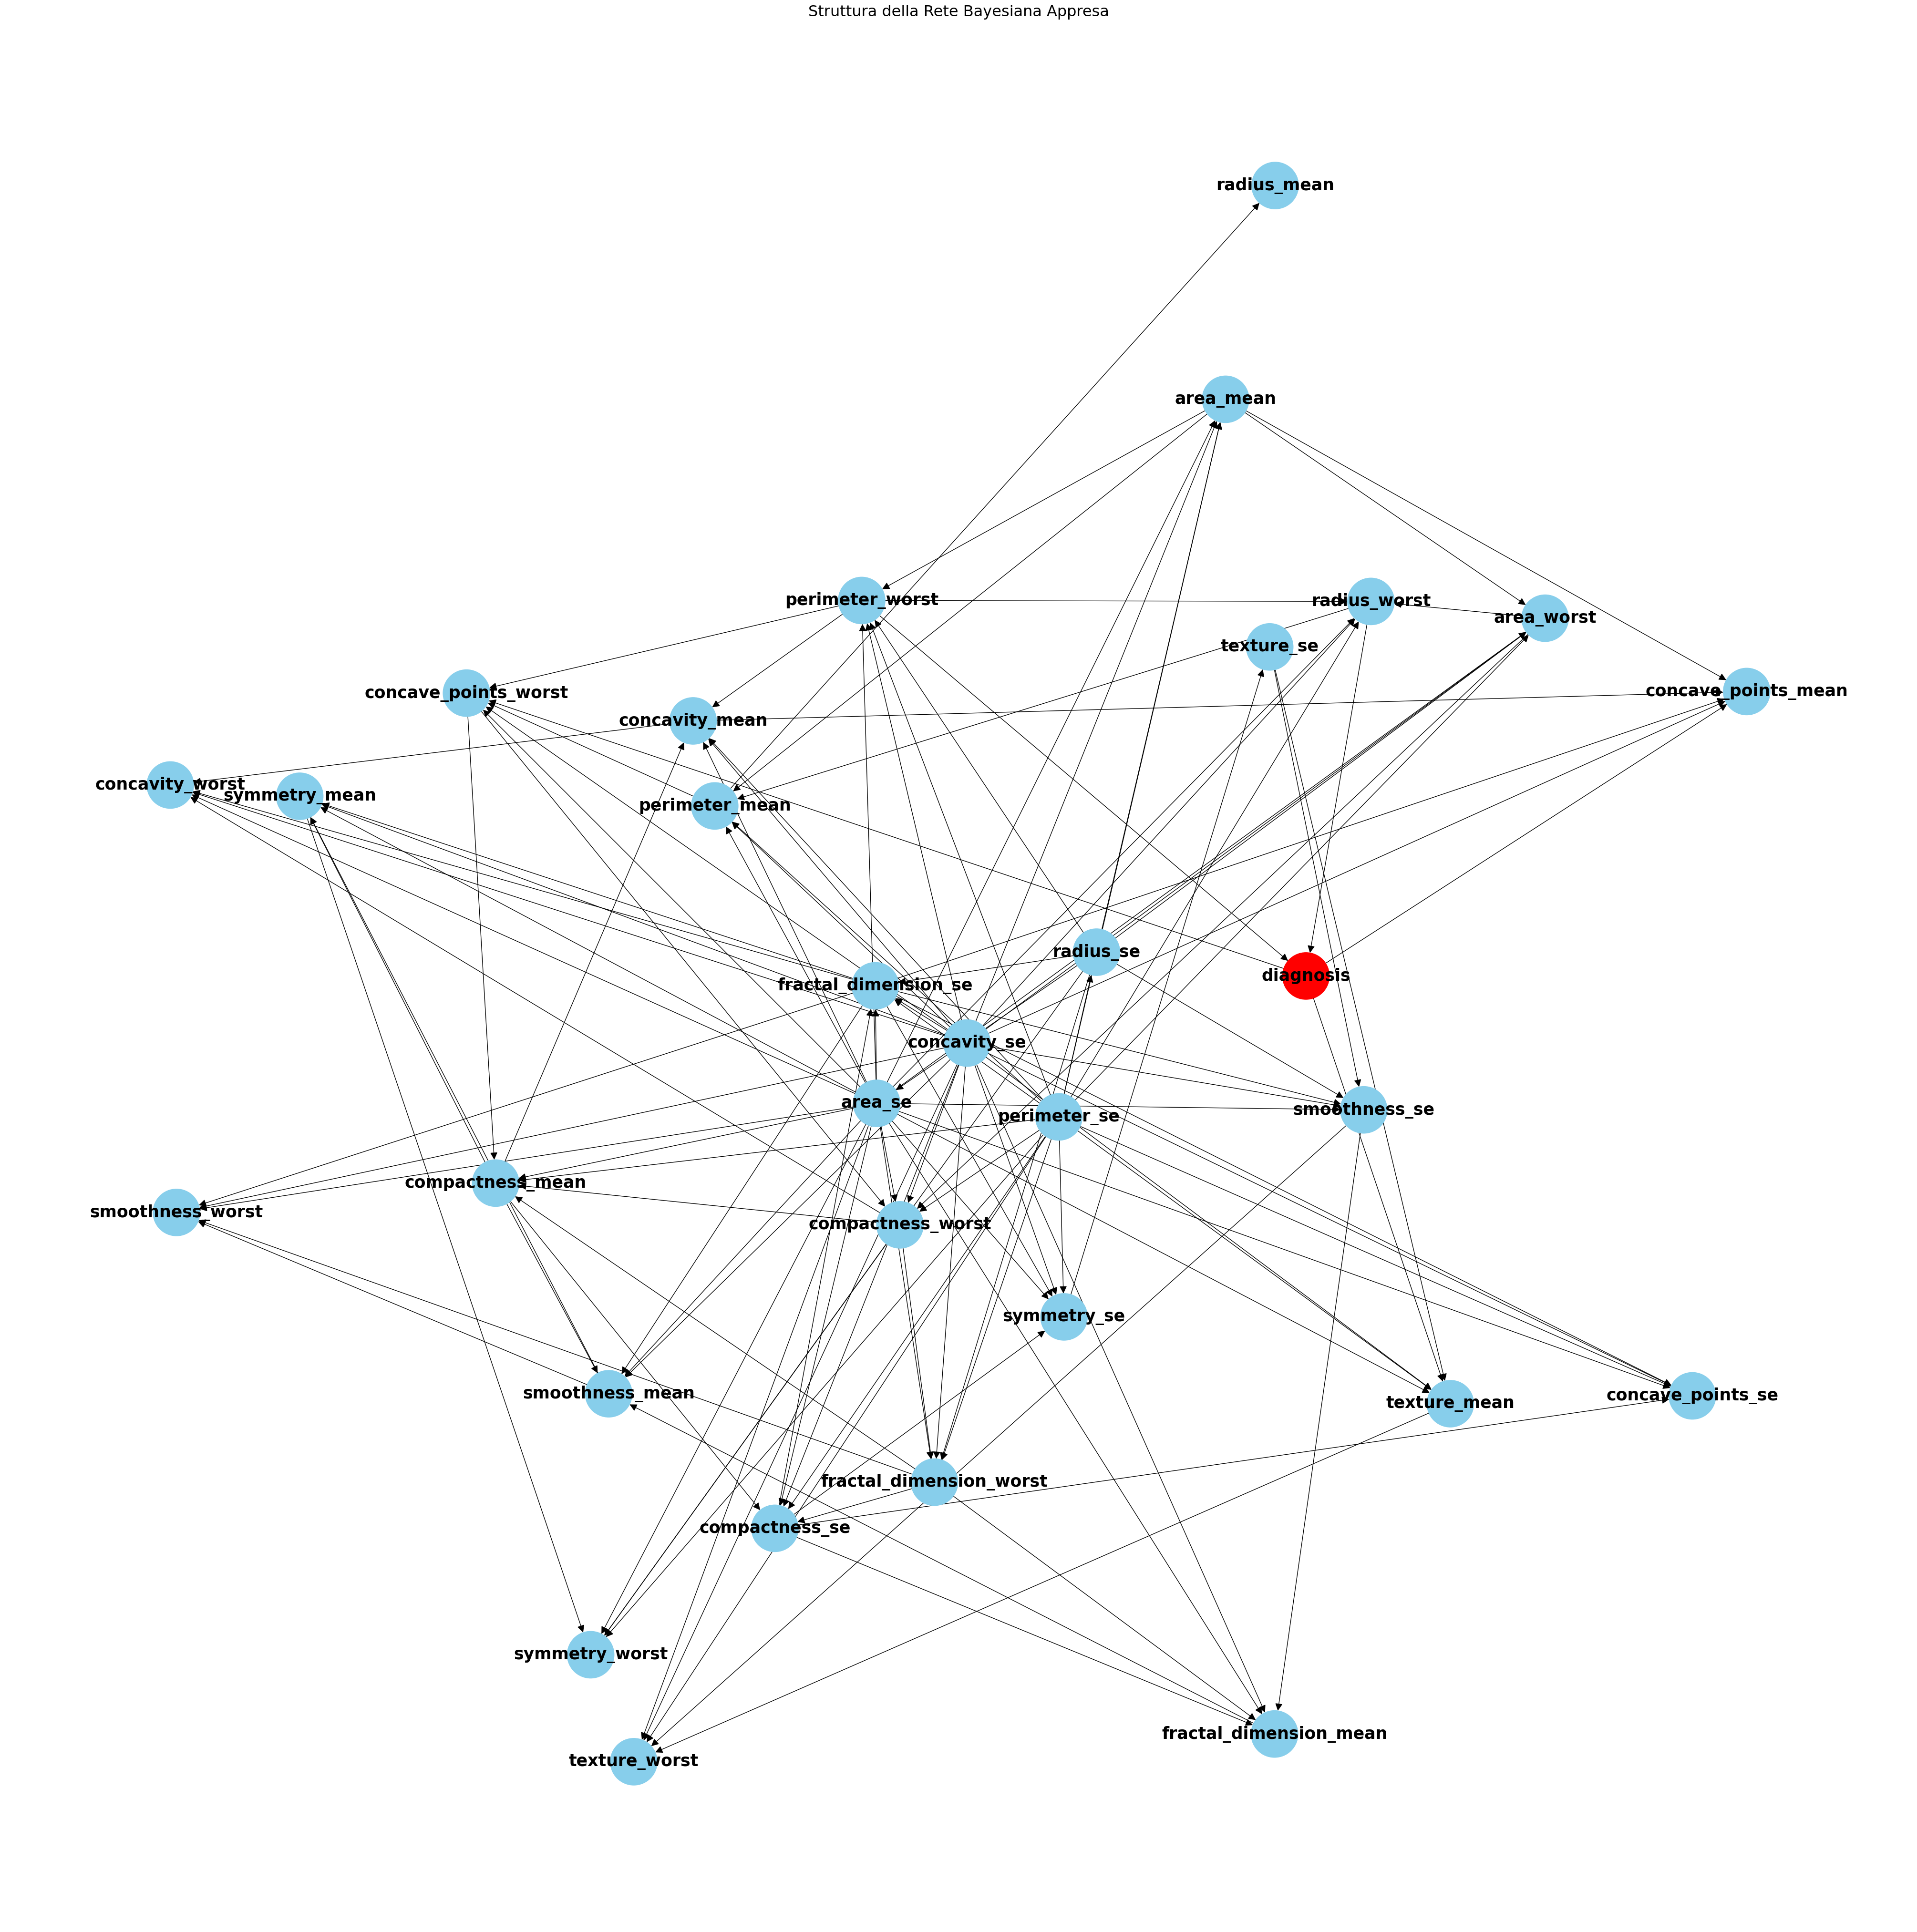 Struttura della Rete Bayesiana Appresa
radius_mean
area_mean
perimeter_worst
radius_worst
area_worst
texture_se
concave_points_worst
concave_points_mean
concavity_mean
concavity_worst
symmetry_mean
perimeter_mean
radius_se
diagnosis
fractal_dimension_se
concavity_se
area_se
smoothness_se
perimeter_se
compactness_mean
smoothness_worst
compactness_worst
symmetry_se
smoothness_mean
concave_points_se
texture_mean
fractal_dimension_worst
compactness_se
symmetry_worst
fractal_dimension_mean
texture_worst